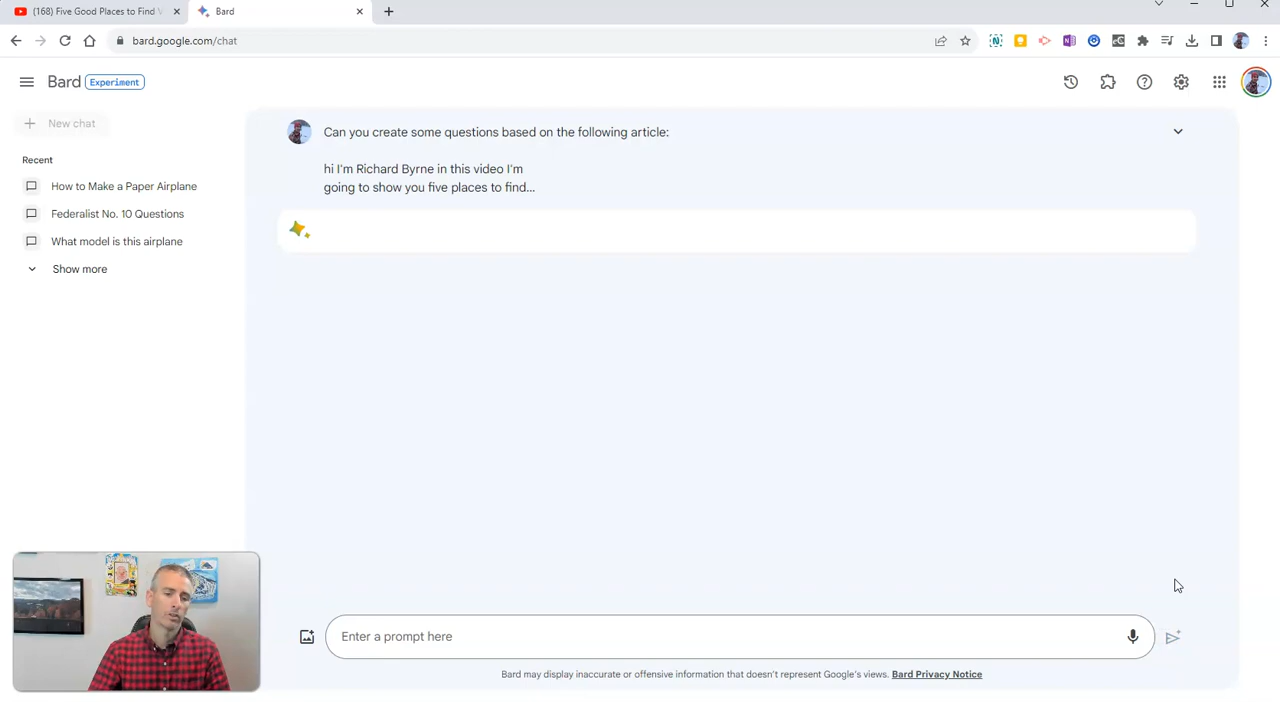 (168) Five Good Places to Find
Bard
bard.google.com/chat
Bard Experiment
New chat
Recent
How to Make a Paper Airplane
Federalist No. 10 Questions
What model is this airplane
Show more
Can you create some questions based on the following article:
hi I'm Richard Byrne in this video I'm
going to show you five places to find...
Enter a prompt here
Bard may display inaccurate or offensive information that doesn't represent Google's views. Bard Privacy Notice